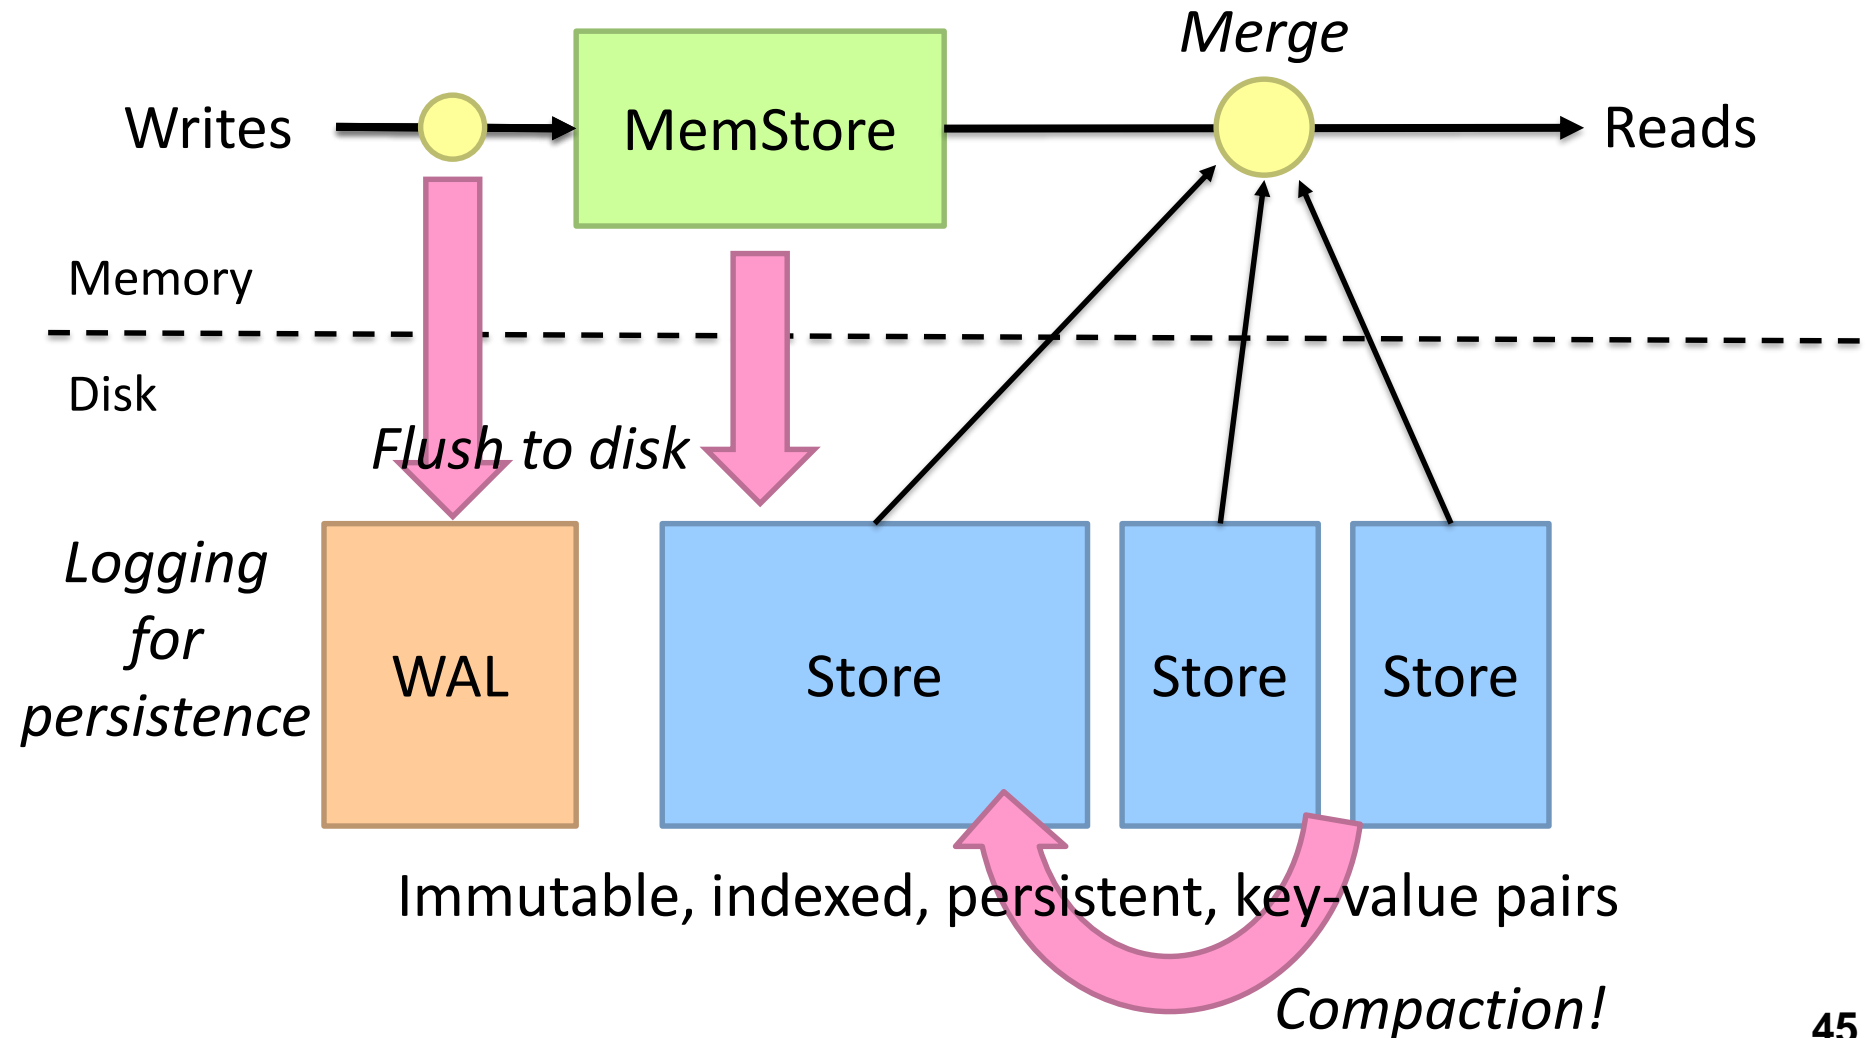 Merge
Writes
MemStore
Reads
Memory
Disk
Flush to disk
Logging
for
persistence
WAL
Store
Store
Store
Immutable, indexed, persistent, key-value pairs
Compaction!
45